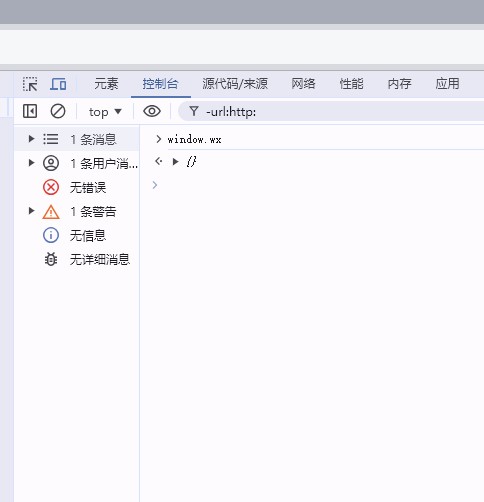 元素 控制台 源代码/来源 网络 性能 内存 应用
top -url:http:
1 条消息
1 条用户消...
无错误
1 条警告
无信息
无详细消息
window.wx
{}